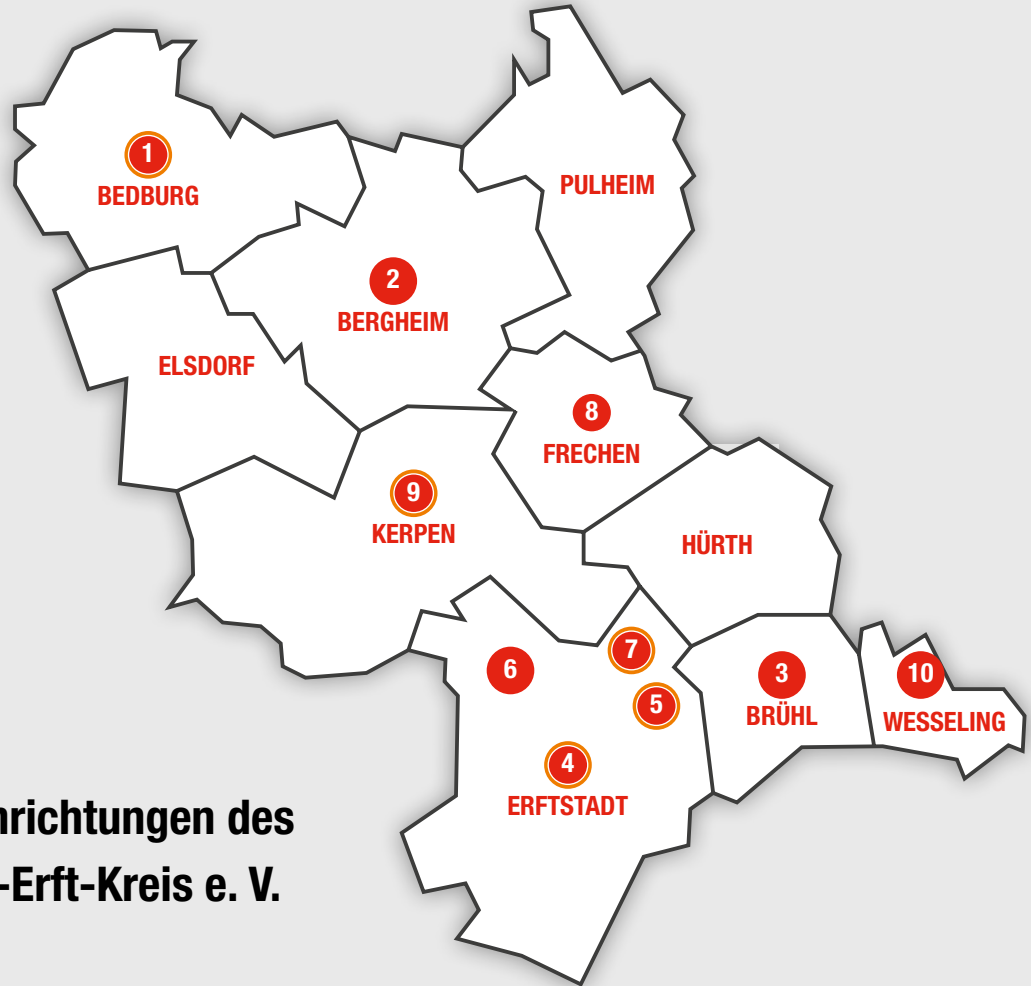 1
BEDBURG
PULHEIM
2
BERGHEIM
ELSDORF
8
FRECHEN
9
KERPEN
HÜRTH
7
6
3
BRÜHL
10
WESSELING
5
4
ERFTSTADT
nrichtungen des
-Erft-Kreis e. V.